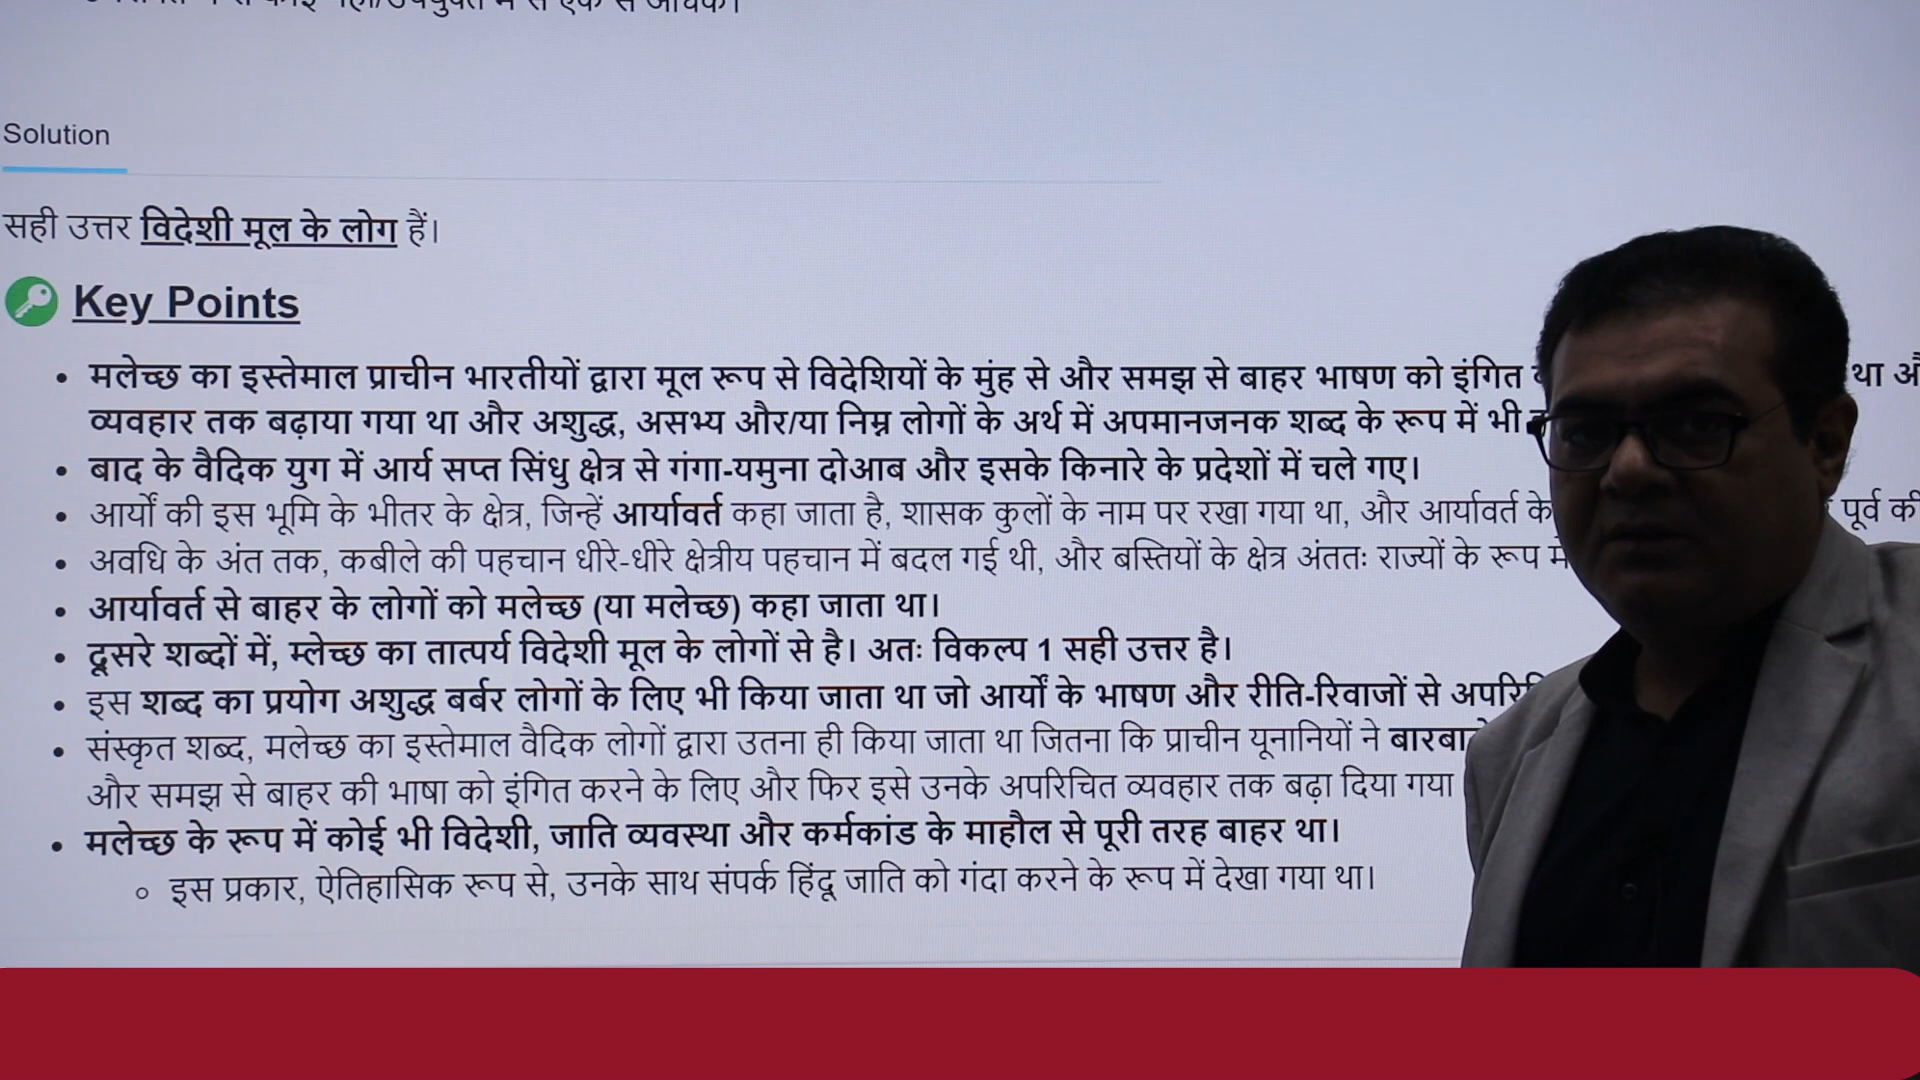 Solution
सही उत्तर विदेशी मूल के लोग हैं।
Key Points
• मलेच्छ का इस्तेमाल प्राचीन भारतीयों द्वारा मूल रूप से विदेशियों के मुंह से और समझ से बाहर भाषण को इंगित था
व्यवहार तक बढ़ाया गया था और अशुद्ध, असभ्य और/या निम्न लोगों के अर्थ में अपमानजनक शब्द के रूप में भी
• बाद के वैदिक युग में आर्य सप्त सिंधु क्षेत्र से गंगा-यमुना दोआब और इसके किनारे के प्रदेशों में चले गए।
• आर्यों की इस भूमि के भीतर के क्षेत्र, जिन्हें आर्यावर्त कहा जाता है, शासक कुलों के नाम पर रखा गया था, और आर्यावर्त के पूर्व की
• अवधि के अंत तक, कबीले की पहचान धीरे-धीरे क्षेत्रीय पहचान में बदल गई थी, और बस्तियों के क्षेत्र अंततः राज्यों के रूप
• आर्यावर्त से बाहर के लोगों को मलेच्छ (या मलेच्छ) कहा जाता था।
• दूसरे शब्दों में, म्लेच्छ का तात्पर्य विदेशी मूल के लोगों से है। अतः विकल्प 1 सही उत्तर है।
• इस शब्द का प्रयोग अशुद्ध बर्बर लोगों के लिए भी किया जाता था जो आर्यों के भाषण और रीति-रिवाजों से
• संस्कृत शब्द, मलेच्छ का इस्तेमाल वैदिक लोगों द्वारा उतना ही किया जाता था जितना कि प्राचीन यूनानियों ने
और समझ से बाहर की भाषा को इंगित करने के लिए और फिर इसे उनके अपरिचित व्यवहार तक बढ़ा दिया गया
• मलेच्छ के रूप में कोई भी विदेशी, जाति व्यवस्था और कर्मकांड के माहौल से पूरी तरह बाहर था।
○ इस प्रकार, ऐतिहासिक रूप से, उनके साथ संपर्क हिंदू जाति को गंदा करने के रूप में देखा गया था।